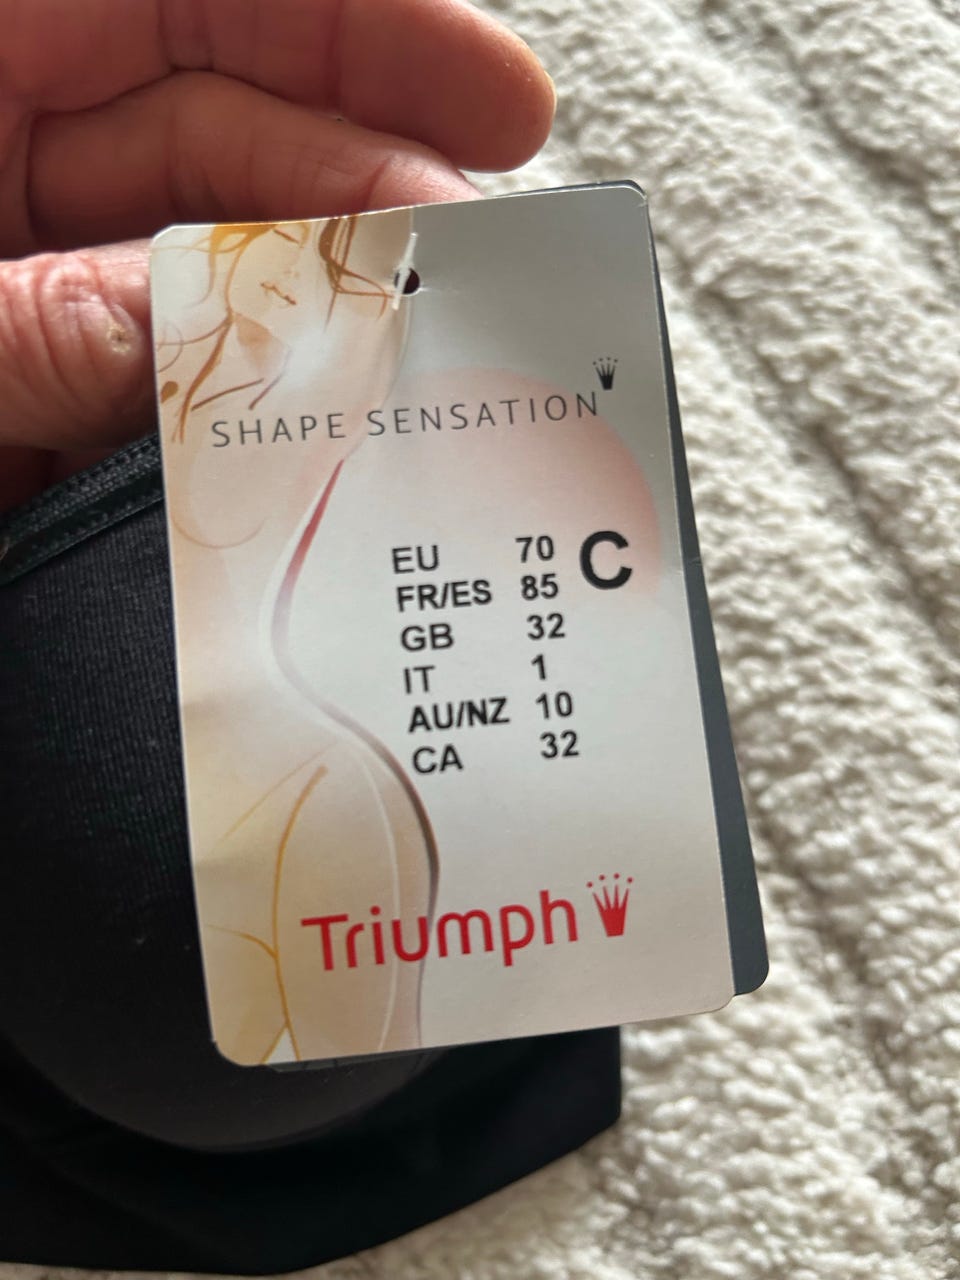 SHAPE SENSATION
EU 70 C
FR/ES 85
GB 32
IT 1
AU/NZ 10
CA 32
Triumph